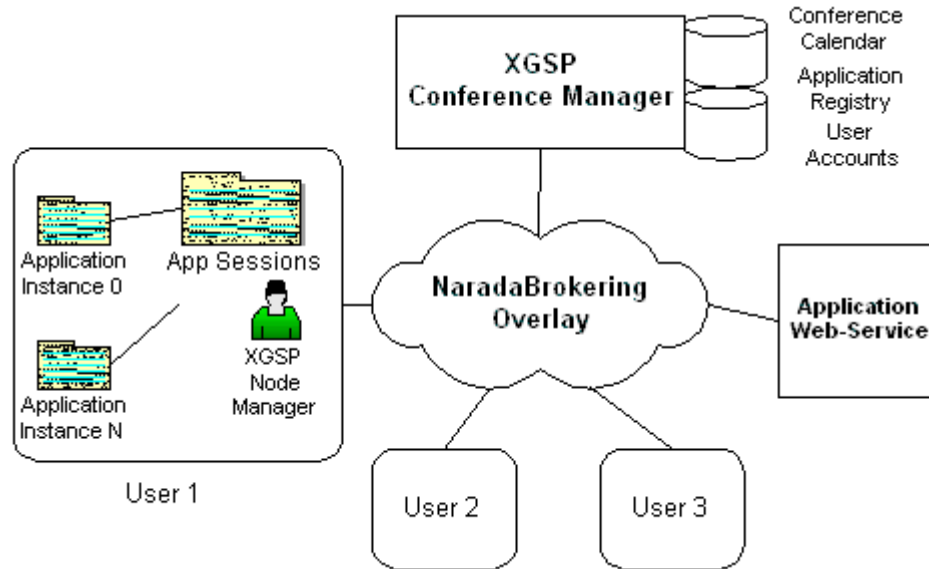 Conference
Calendar
XGSP
Conference Manager
Application
Registry
User
Accounts
Application
Instance 0
App Sessions
NaradaBrokering
Overlay
Application
Web-Service
XGSP
Node
Manager
Application
Instance N
User 1
User 2
User 3